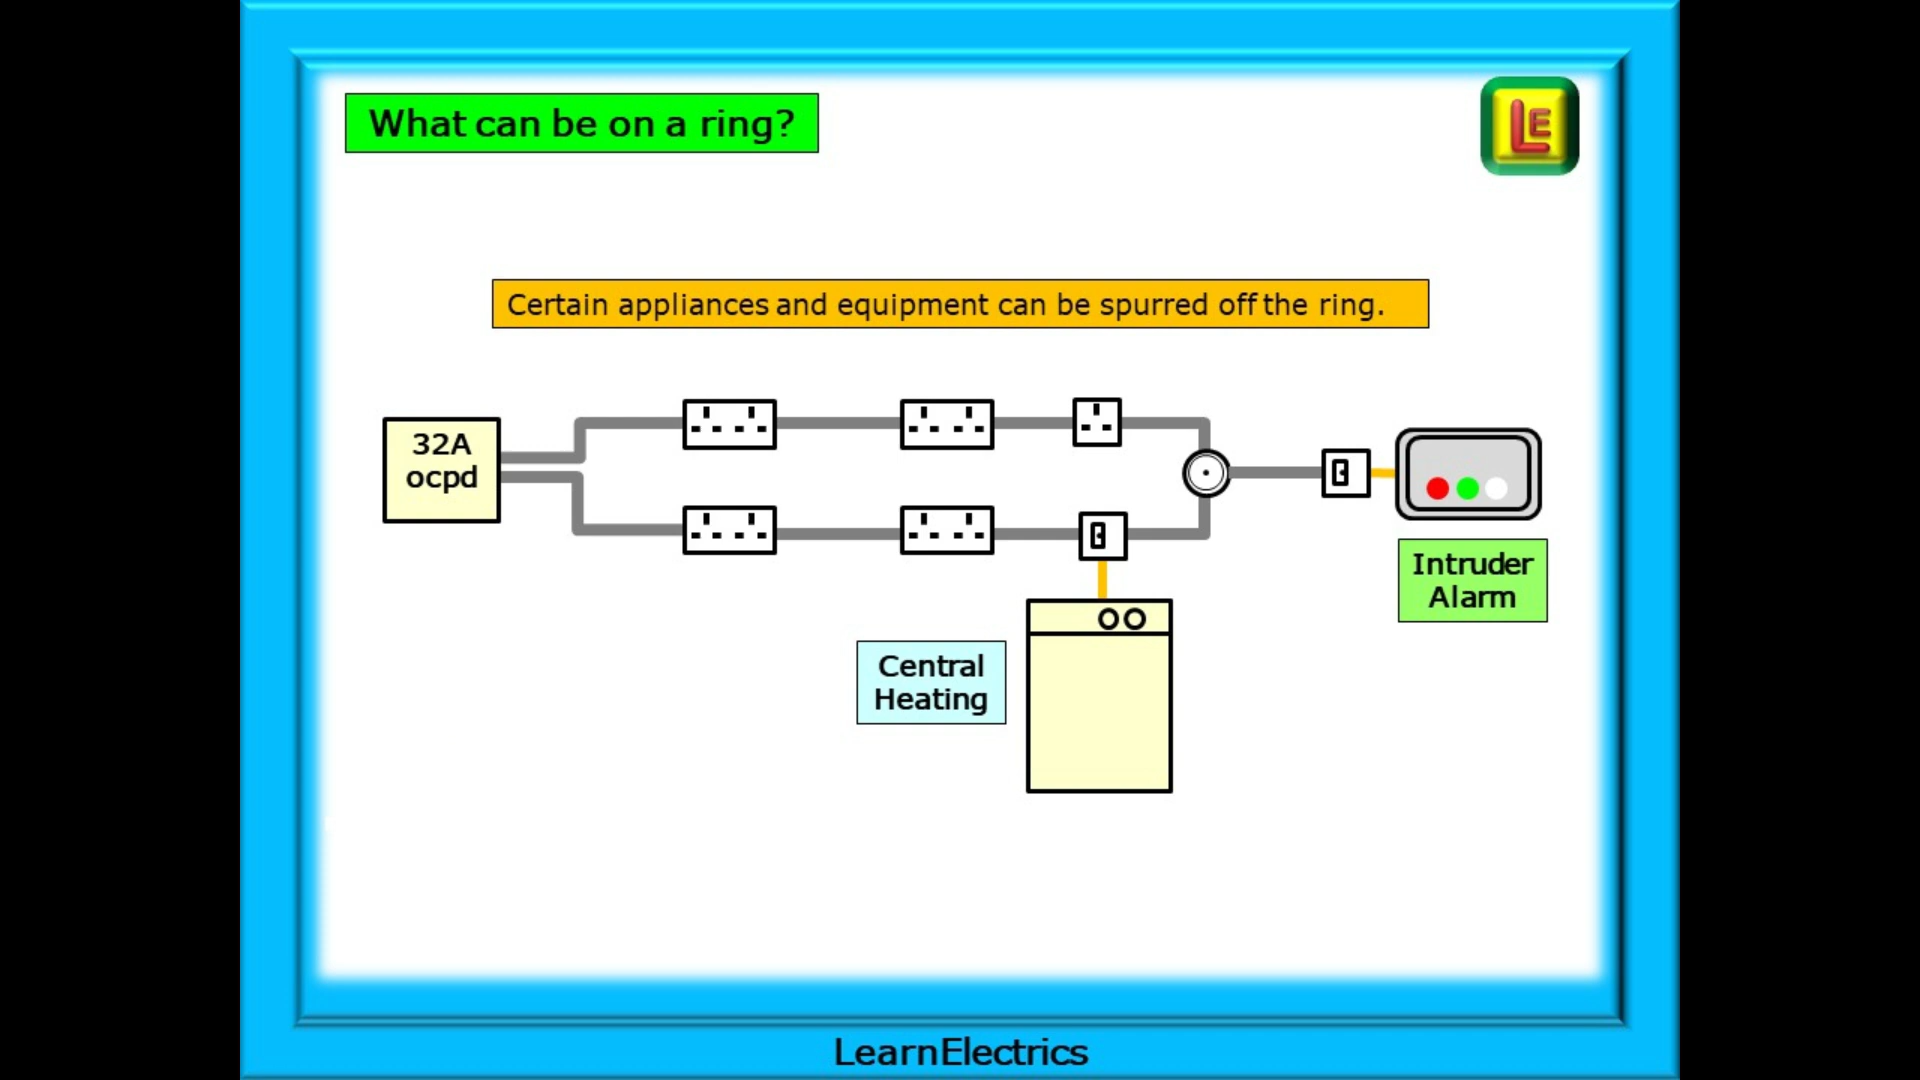 What can be on a ring?
LE
Certain appliances and equipment can be spurred off the ring.
32A
ocpd
Intruder
Alarm
Central
Heating
LearnElectrics